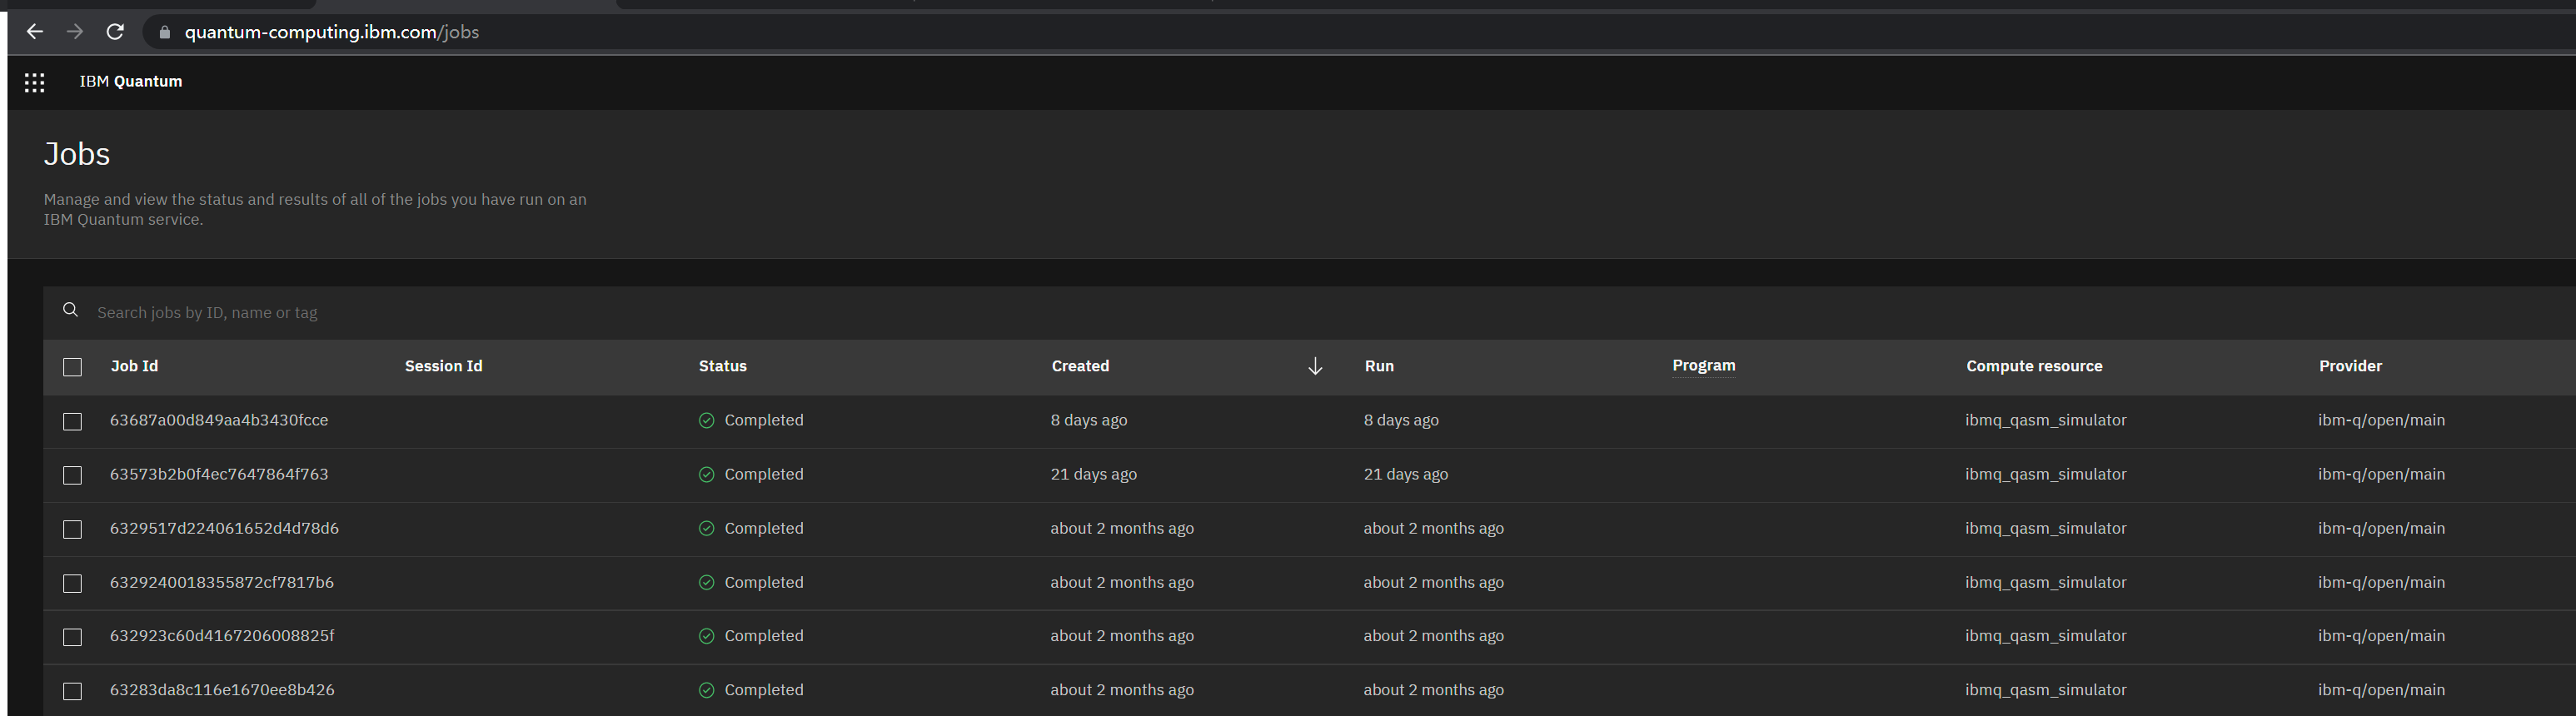 quantum-computing.ibm.com/jobs
IBM Quantum
Jobs
Manage and view the status and results of all of the jobs you have run on an
IBM Quantum service.
Search jobs by ID, name or tag
Job Id Session Id Status Created Run Program Compute resource Provider
63687a00d849aa4b3430fcce Completed 8 days ago 8 days ago ibmq_qasm_simulator ibm-q/open/main
63573b2b0f4ec7647864f763 Completed 21 days ago 21 days ago ibmq_qasm_simulator ibm-q/open/main
6329517d224061652d4d78d6 Completed about 2 months ago about 2 months ago ibmq_qasm_simulator ibm-q/open/main
6329240018355872cf7817b6 Completed about 2 months ago about 2 months ago ibmq_qasm_simulator ibm-q/open/main
632923c60d4167206008825f Completed about 2 months ago about 2 months ago ibmq_qasm_simulator ibm-q/open/main
63283da8c116e1670ee8b426 Completed about 2 months ago about 2 months ago ibmq_qasm_simulator ibm-q/open/main